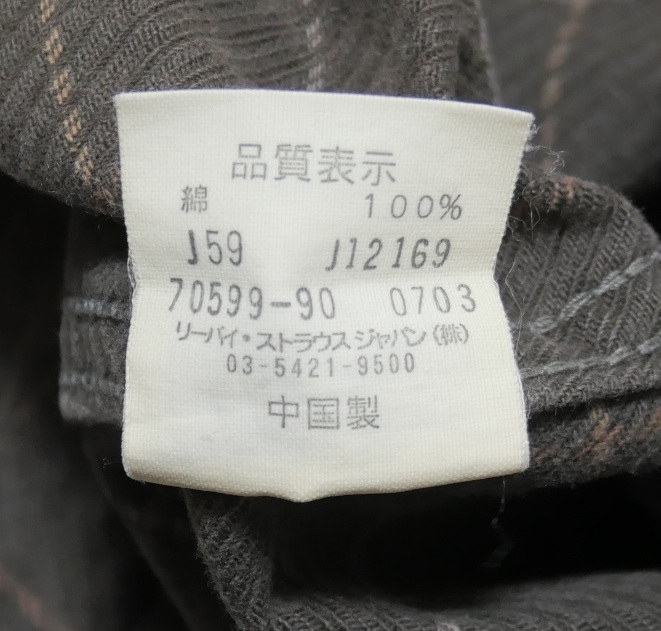 品質表示
綿 100%
J59 J12169
70599-90 0703
リーバイ・ストラウスジャパン(株)
03-5421-9500
中国製